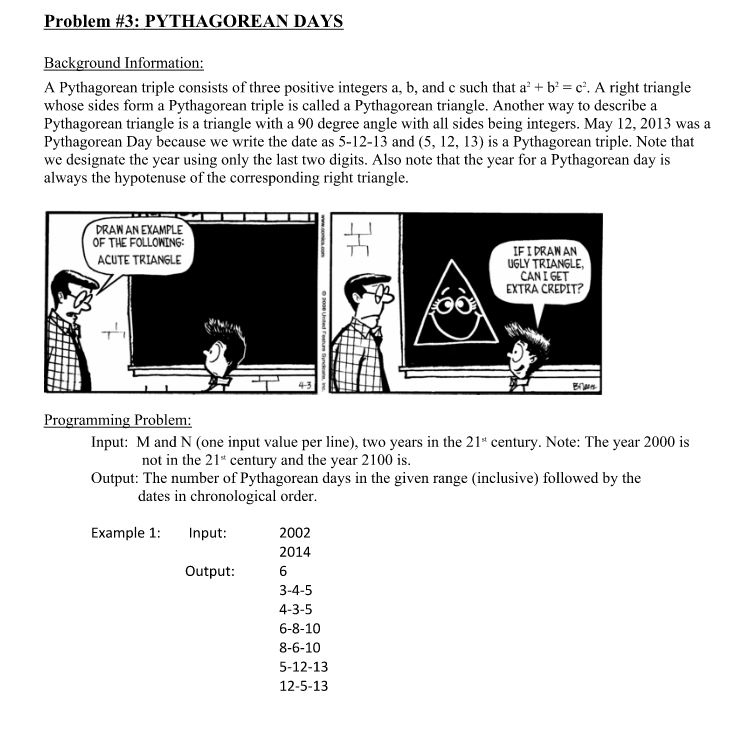 Problem #3: PYTHAGOREAN DAYS
Background Information:
A Pythagorean triple consists of three positive integers a, b, and c such that a² + b² = c². A right triangle
whose sides form a Pythagorean triple is called a Pythagorean triangle. Another way to describe a
Pythagorean triangle is a triangle with a 90 degree angle with all sides being integers. May 12, 2013 was a
Pythagorean Day because we write the date as 5-12-13 and (5, 12, 13) is a Pythagorean triple. Note that
we designate the year using only the last two digits. Also note that the year for a Pythagorean day is
always the hypotenuse of the corresponding right triangle.
DRAW AN EXAMPLE
OF THE FOLLOWING:
ACUTE TRIANGLE
4-3
IF I DRAW AN
UGLY TRIANGLE,
CAN I GET
EXTRA CREDIT?
Programming Problem:
Input: M and N (one input value per line), two years in the 21st century. Note: The year 2000 is
not in the 21st century and the year 2100 is.
Output: The number of Pythagorean days in the given range (inclusive) followed by the
dates in chronological order.
Example 1: Input: 2002
2014
Output: 6
3-4-5
4-3-5
6-8-10
8-6-10
5-12-13
12-5-13